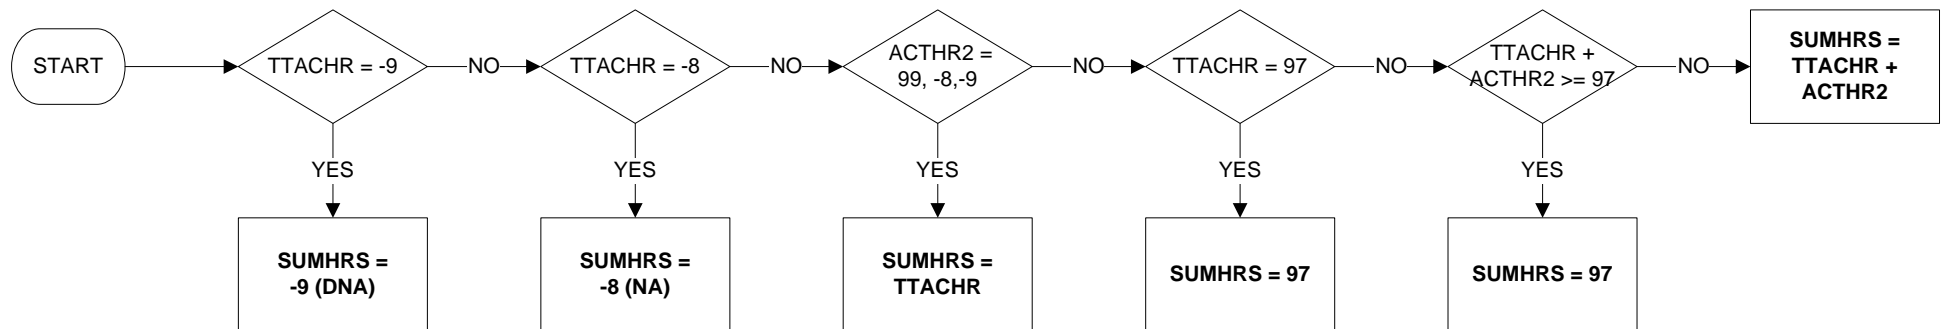 START
TTACHR = -9
NO
TTACHR = -8
NO
ACTHR2 =
99, -8,-9
NO
TTACHR = 97
NO
TTACHR +
ACTHR2 >= 97
NO
SUMHRS =
TTACHR +
ACTHR2
YES
YES
YES
YES
YES
SUMHRS =
-9 (DNA)
SUMHRS =
-8 (NA)
SUMHRS =
TTACHR
SUMHRS = 97
SUMHRS = 97